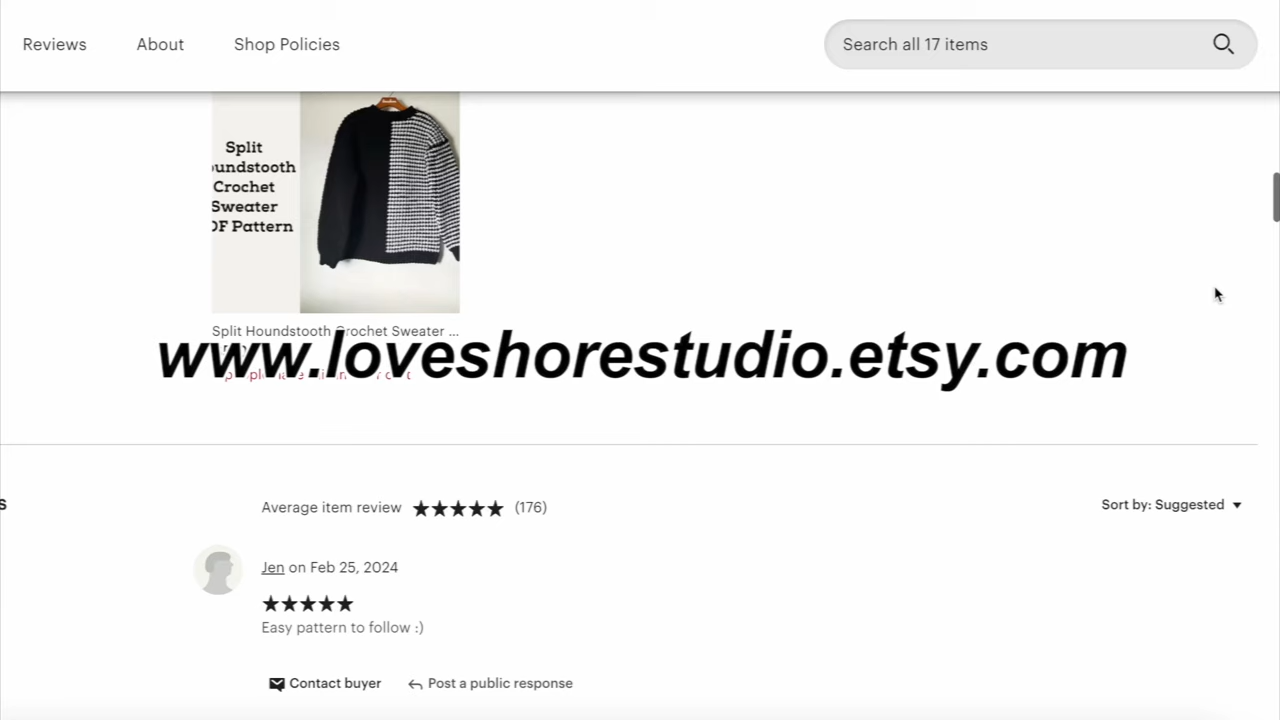 Reviews About Shop Policies Search all 17 items
Split
oundstooth
Crochet
Sweater
DF Pattern
Split Houndstooth Crochet Sweater ...
www.loveshorestudio.etsy.com
s
Average item review ★★★★★ (176)
Sort by: Suggested
Jen on Feb 25, 2024
★★★★★
Easy pattern to follow :)
Contact buyer Post a public response